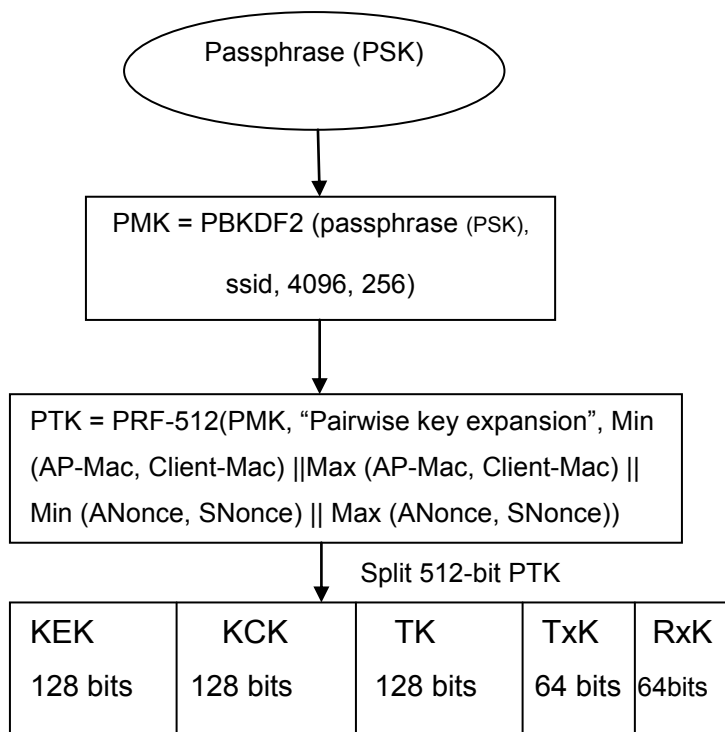 Passphrase (PSK)
PMK = PBKDF2 (passphrase (PSK),
ssid, 4096, 256)
PTK = PRF-512(PMK, “Pairwise key expansion”, Min
(AP-Mac, Client-Mac) ||Max (AP-Mac, Client-Mac) ||
Min (ANonce, SNonce) || Max (ANonce, SNonce))
Split 512-bit PTK
KEK KCK TK TxK RxK
128 bits 128 bits 128 bits 64 bits 64bits